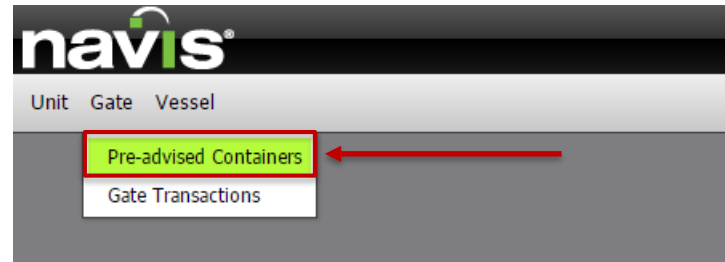 navis®
Unit Gate Vessel
Pre-advised Containers
Gate Transactions